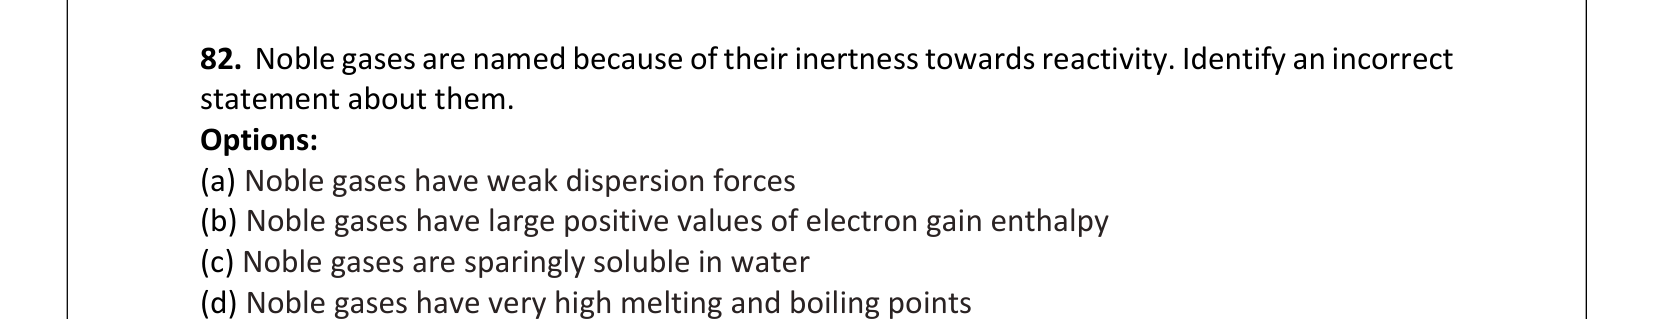 82. Noble gases are named because of their inertness towards reactivity. Identify an incorrect
statement about them.
Options:
(a) Noble gases have weak dispersion forces
(b) Noble gases have large positive values of electron gain enthalpy
(c) Noble gases are sparingly soluble in water
(d) Noble gases have very high melting and boiling points